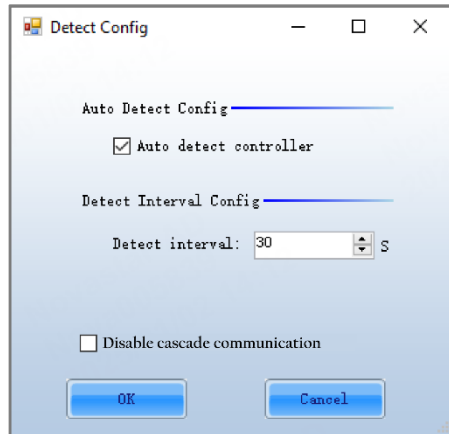 Detect Config
Auto Detect Config
Auto detect controller
Detect Interval Config
Detect interval: 30 S
Disable cascade communication
OK Cancel